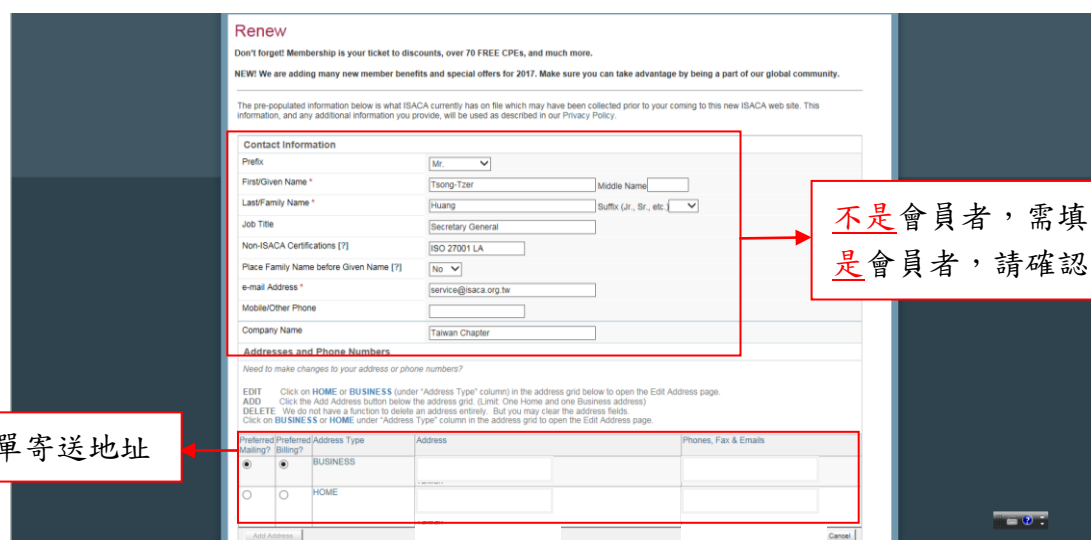 Renew
Don't forget! Membership is your ticket to discounts, over 70 FREE CPEs, and much more.
NEW! We are adding many new member benefits and special offers for 2017. Make sure you can take advantage by being a part of our global community.
The pre-populated information below is what ISACA currently has on file which may have been collected prior to your coming to this new ISACA web site. This
information, and any additional information you provide, will be used as described in our Privacy Policy.
Contact Information
Prefix Mr.
First/Given Name * Tsong-Tzer Middle Name
Last/Family Name * Huang Suffix (Jr., Sr., etc.)
Job Title Secretary General
Non-ISACA Certifications [?] ISO 27001 LA
Place Family Name before Given Name [?] No
e-mail Address * service@isaca.org.tw
Mobile/Other Phone
Company Name Taiwan Chapter
不是會員者,需填
是會員者,請確認
Addresses and Phone Numbers
Need to make changes to your address or phone numbers?
EDIT Click on HOME or BUSINESS (under "Address Type" column) in the address grid below to open the Edit Address page.
ADD Click the Add Address button below the address grid. (Limit: One Home and one Business address)
DELETE We do not have a function to delete an address entirely. But you may clear the address fields.
Click on BUSINESS or HOME under "Address Type" column in the address grid to open the Edit Address page.
單寄送地址
Preferred Mailing? Preferred Billing? Address Type Address Phones, Fax & Emails
BUSINESS
HOME
Add Address Cancel